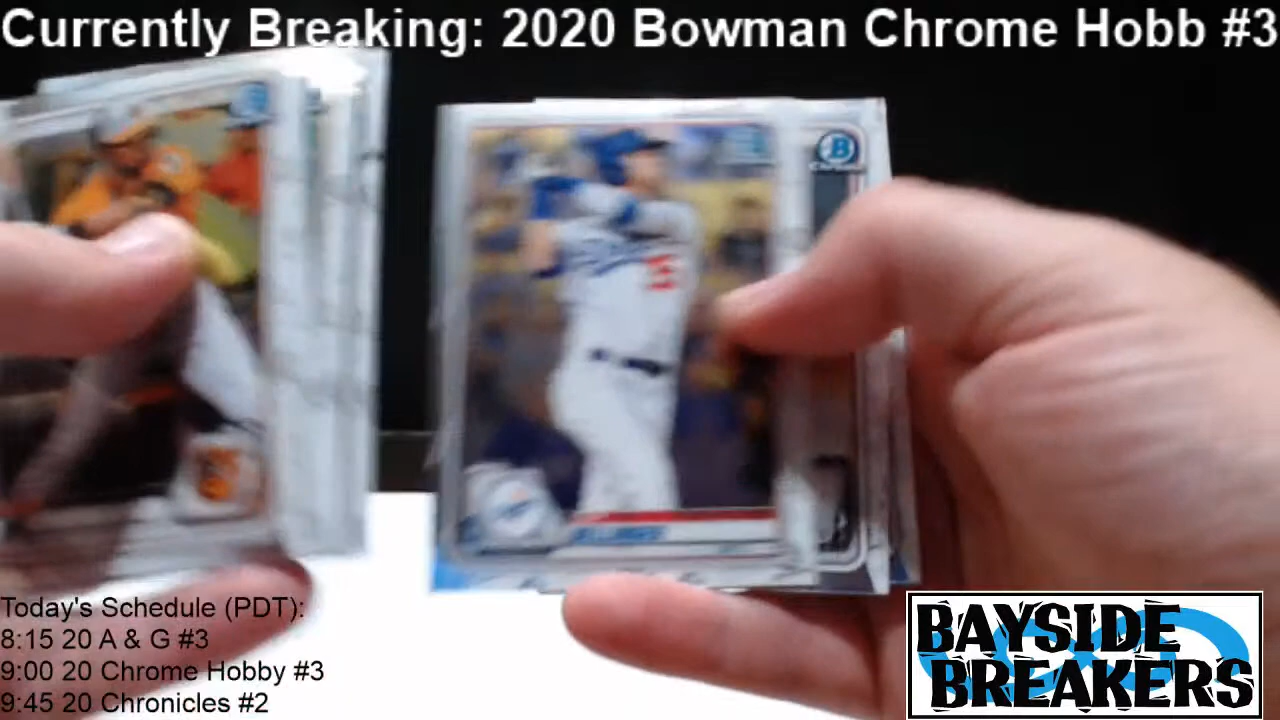 Currently Breaking: 2020 Bowman Chrome Hobb #3
B
Today's Schedule (PDT):
8:15 20 A & G #3
9:00 20 Chrome Hobby #3
9:45 20 Chronicles #2
BAYSIDE
BREAKERS